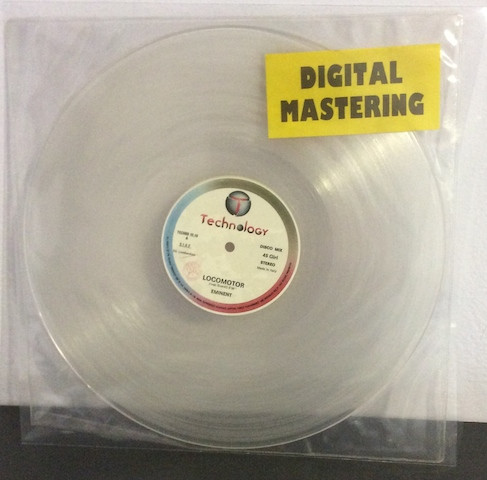 DIGITAL
MASTERING
Technology
DISCO MIX
45 Giri
STEREO
Made in Italy
A
S.I.A.E.
LOCOMOTOR
EMINENT